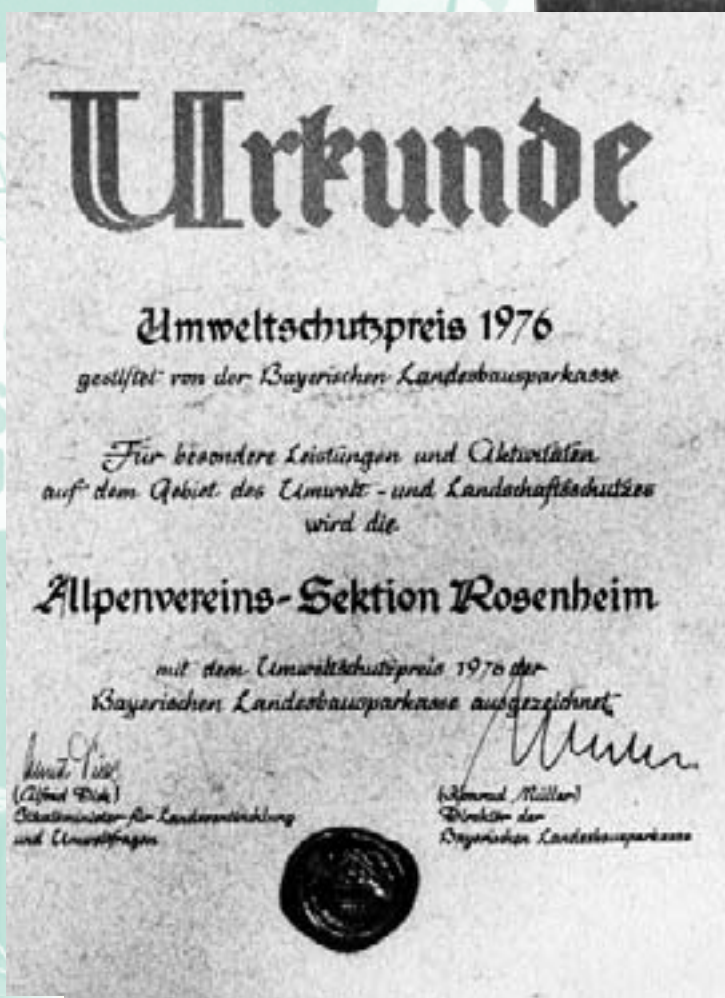 Urkunde
Umweltschutzpreis 1976
gestiftet von der Bayerischen Landesbausparkasse
Für besondere Leistungen und Aktivitäten
auf dem Gebiet des Umwelt- und Landschaftsschutzes
wird die
Alpenvereins-Sektion Rosenheim
mit dem Umweltschutzpreis 1976 der
Bayerischen Landesbausparkasse ausgezeichnet
(Alfred Dick)
(Konrad Müller)
Staatsminister für Landesentwicklung
Direktor der
und Umweltfragen
Bayerischen Landesbausparkasse